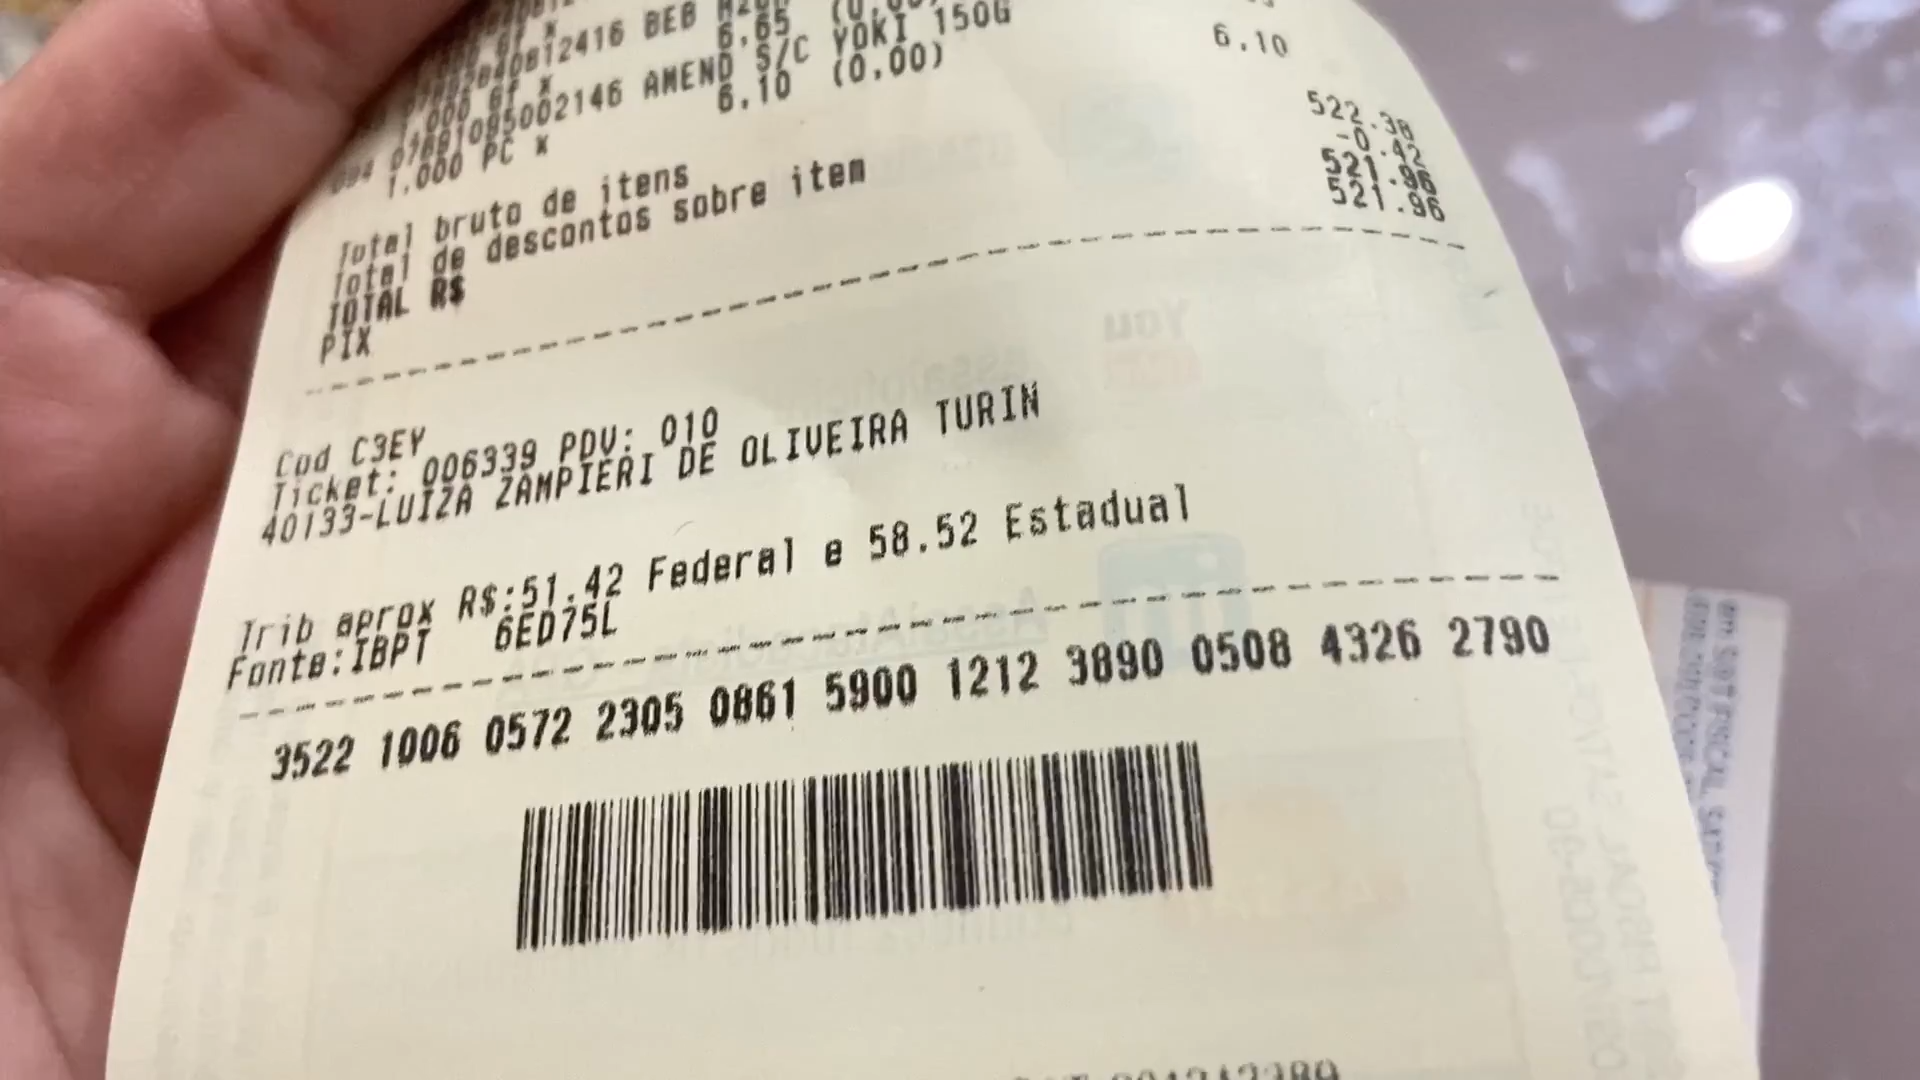 12416 BEB
6,65
6,10
002146 AMEND S/C YOKI 150G
1,000 PC x 6,10 (0,00)
Total bruto de itens 522.38
Total de descontos sobre item -0.42
TOTAL R$ 521.96
PIX 521.96
Cod C3EY
Ticket: 006339 PDV: 010
40133-LUIZA ZAMPIERI DE OLIVEIRA TURIN
Trib aprox R$:51.42 Federal e 58.52 Estadual
Fonte:IBPT 6ED75L
3522 1006 0572 2305 0861 5900 1212 3890 0508 4326 2790